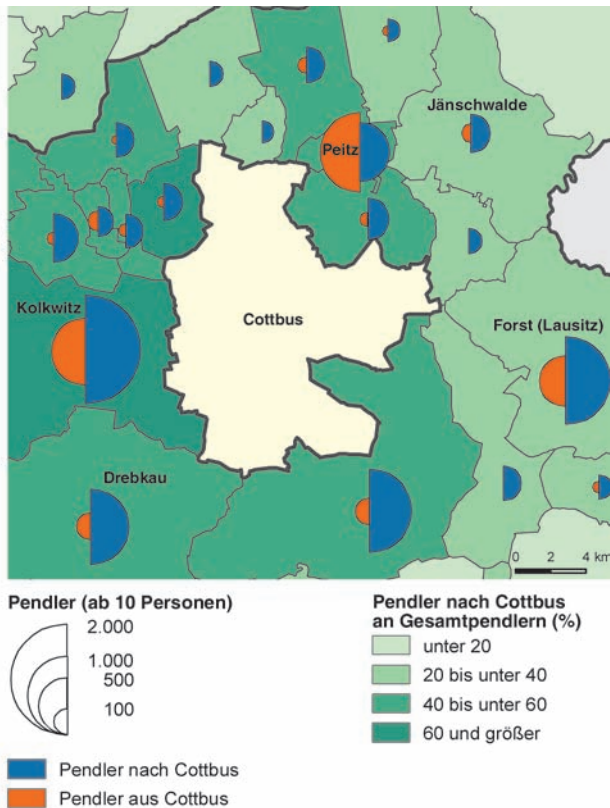 Jänschwalde
Peitz
Kolkwitz
Cottbus
Forst (Lausitz)
Drebkau
0 2 4 km
Pendler (ab 10 Personen)
2.000
1.000
500
100
Pendler nach Cottbus
Pendler aus Cottbus
Pendler nach Cottbus
an Gesamtpendlern (%)
unter 20
20 bis unter 40
40 bis unter 60
60 und größer